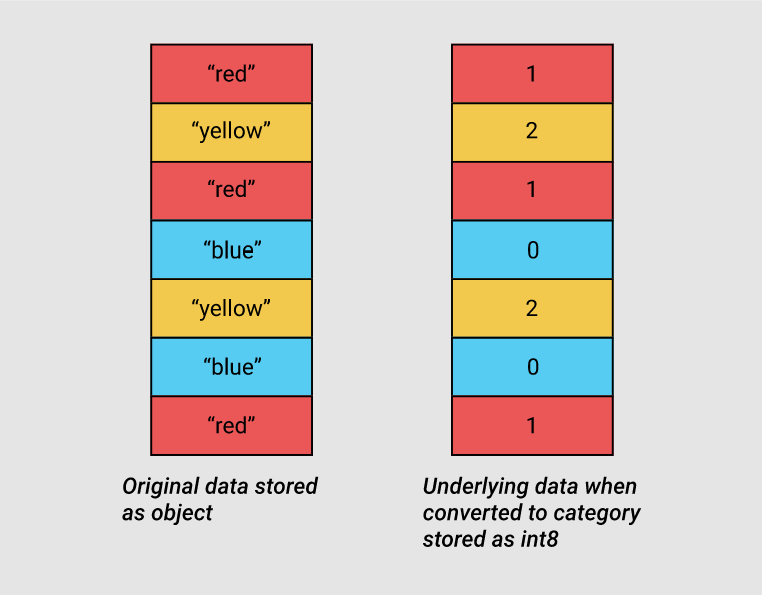 “red”
“yellow”
“red”
“blue”
“yellow”
“blue”
“red”
Original data stored
as object
1
2
1
0
2
0
1
Underlying data when
converted to category
stored as int8